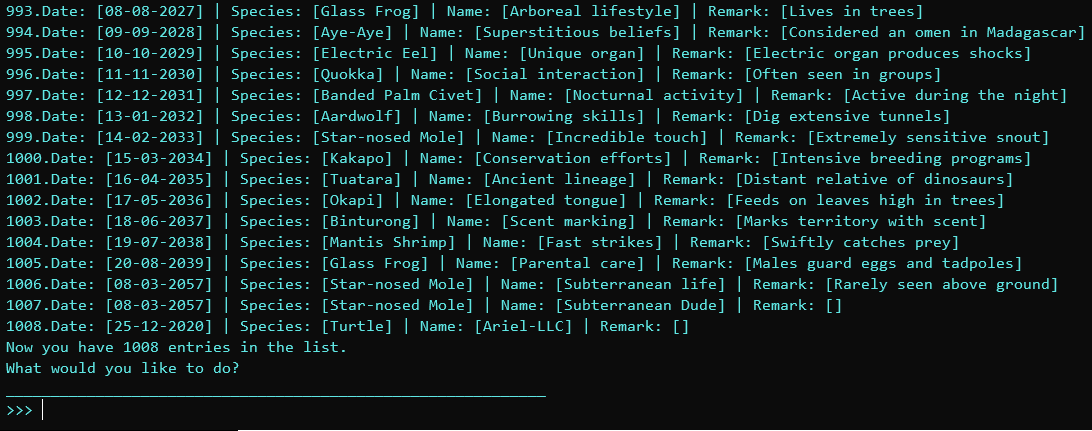 993.Date: [08-08-2027] | Species: [Glass Frog] | Name: [Arboreal lifestyle] | Remark: [Lives in trees]
994.Date: [09-09-2028] | Species: [Aye-Aye] | Name: [Superstitious beliefs] | Remark: [Considered an omen in Madagascar]
995.Date: [10-10-2029] | Species: [Electric Eel] | Name: [Unique organ] | Remark: [Electric organ produces shocks]
996.Date: [11-11-2030] | Species: [Quokka] | Name: [Social interaction] | Remark: [Often seen in groups]
997.Date: [12-12-2031] | Species: [Banded Palm Civet] | Name: [Nocturnal activity] | Remark: [Active during the night]
998.Date: [13-01-2032] | Species: [Aardwolf] | Name: [Burrowing skills] | Remark: [Dig extensive tunnels]
999.Date: [14-02-2033] | Species: [Star-nosed Mole] | Name: [Incredible touch] | Remark: [Extremely sensitive snout]
1000.Date: [15-03-2034] | Species: [Kakapo] | Name: [Conservation efforts] | Remark: [Intensive breeding programs]
1001.Date: [16-04-2035] | Species: [Tuatara] | Name: [Ancient lineage] | Remark: [Distant relative of dinosaurs]
1002.Date: [17-05-2036] | Species: [Okapi] | Name: [Elongated tongue] | Remark: [Feeds on leaves high in trees]
1003.Date: [18-06-2037] | Species: [Binturong] | Name: [Scent marking] | Remark: [Marks territory with scent]
1004.Date: [19-07-2038] | Species: [Mantis Shrimp] | Name: [Fast strikes] | Remark: [Swiftly catches prey]
1005.Date: [20-08-2039] | Species: [Glass Frog] | Name: [Parental care] | Remark: [Males guard eggs and tadpoles]
1006.Date: [08-03-2057] | Species: [Star-nosed Mole] | Name: [Subterranean life] | Remark: [Rarely seen above ground]
1007.Date: [08-03-2057] | Species: [Star-nosed Mole] | Name: [Subterranean Dude] | Remark: []
1008.Date: [25-12-2020] | Species: [Turtle] | Name: [Ariel-LLC] | Remark: []
Now you have 1008 entries in the list.
What would you like to do?
____________________________________________________________
>>>